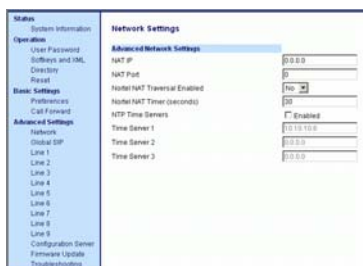 Status
System Information
Operation
User Password
Softkeys and XML
Directory
Reset
Basic Settings
Preferences
Call Forward
Advanced Settings
Network
Global SIP
Line 1
Line 2
Line 3
Line 4
Line 5
Line 6
Line 7
Line 8
Line 9
Configuration Server
Firmware Update
Troubleshooting
Network Settings
Advanced Network Settings
NAT IP 0.0.0.0
NAT Port 0
Nortel NAT Traversal Enabled No
Nortel NAT Timer (seconds) 30
NTP Time Servers Enabled
Time Server 1
Time Server 2 0.0.0.0
Time Server 3 0.0.0.0